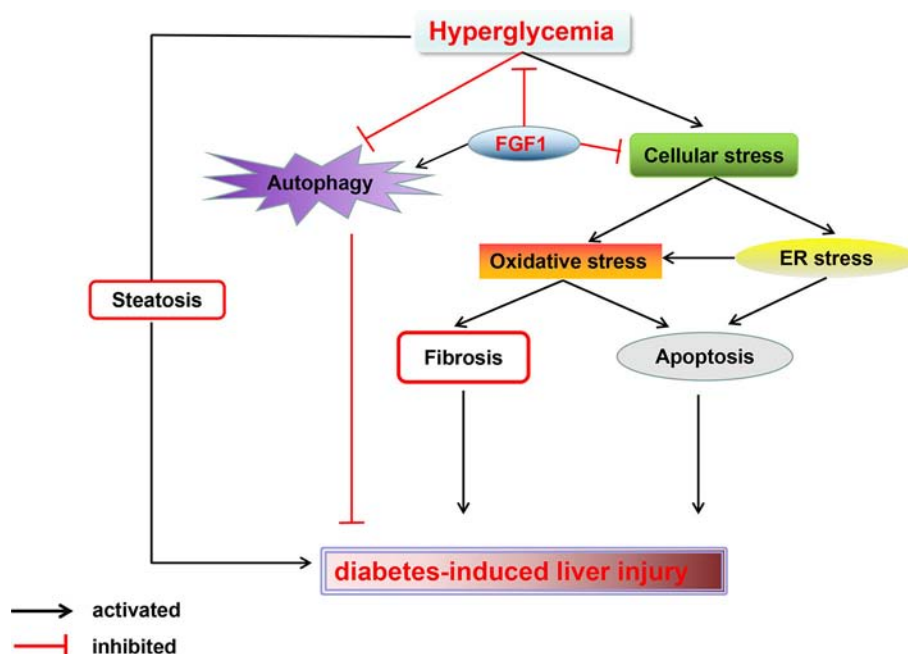 Hyperglycemia
FGF1
Cellular stress
Autophagy
Oxidative stress
ER stress
Steatosis
Fibrosis
Apoptosis
diabetes-induced liver injury
activated
inhibited